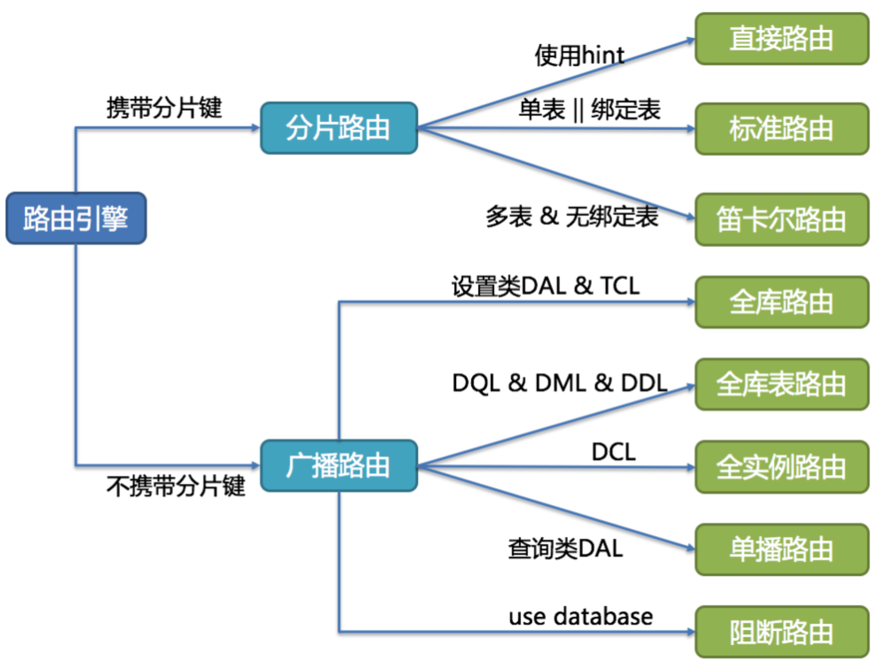 使用hint
直接路由
携带分片键
分片路由
单表 || 绑定表
标准路由
路由引擎
多表 & 无绑定表
笛卡尔路由
设置类DAL & TCL
全库路由
DQL & DML & DDL
全库表路由
广播路由
DCL
全实例路由
不携带分片键
查询类DAL
单播路由
use database
阻断路由